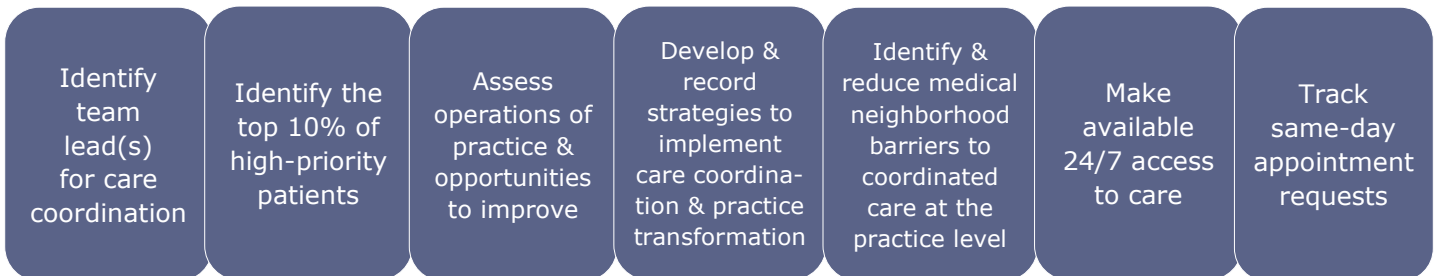 Identify
team
lead(s)
for care
coordination
Identify the
top 10% of
high-priority
patients
Assess
operations of
practice &
opportunities
to improve
Develop &
record
strategies to
implement
care coordina-
tion & practice
transformation
Identify &
reduce medical
neighborhood
barriers to
coordinated
care at the
practice level
Make
available
24/7 access
to care
Track
same-day
appointment
requests